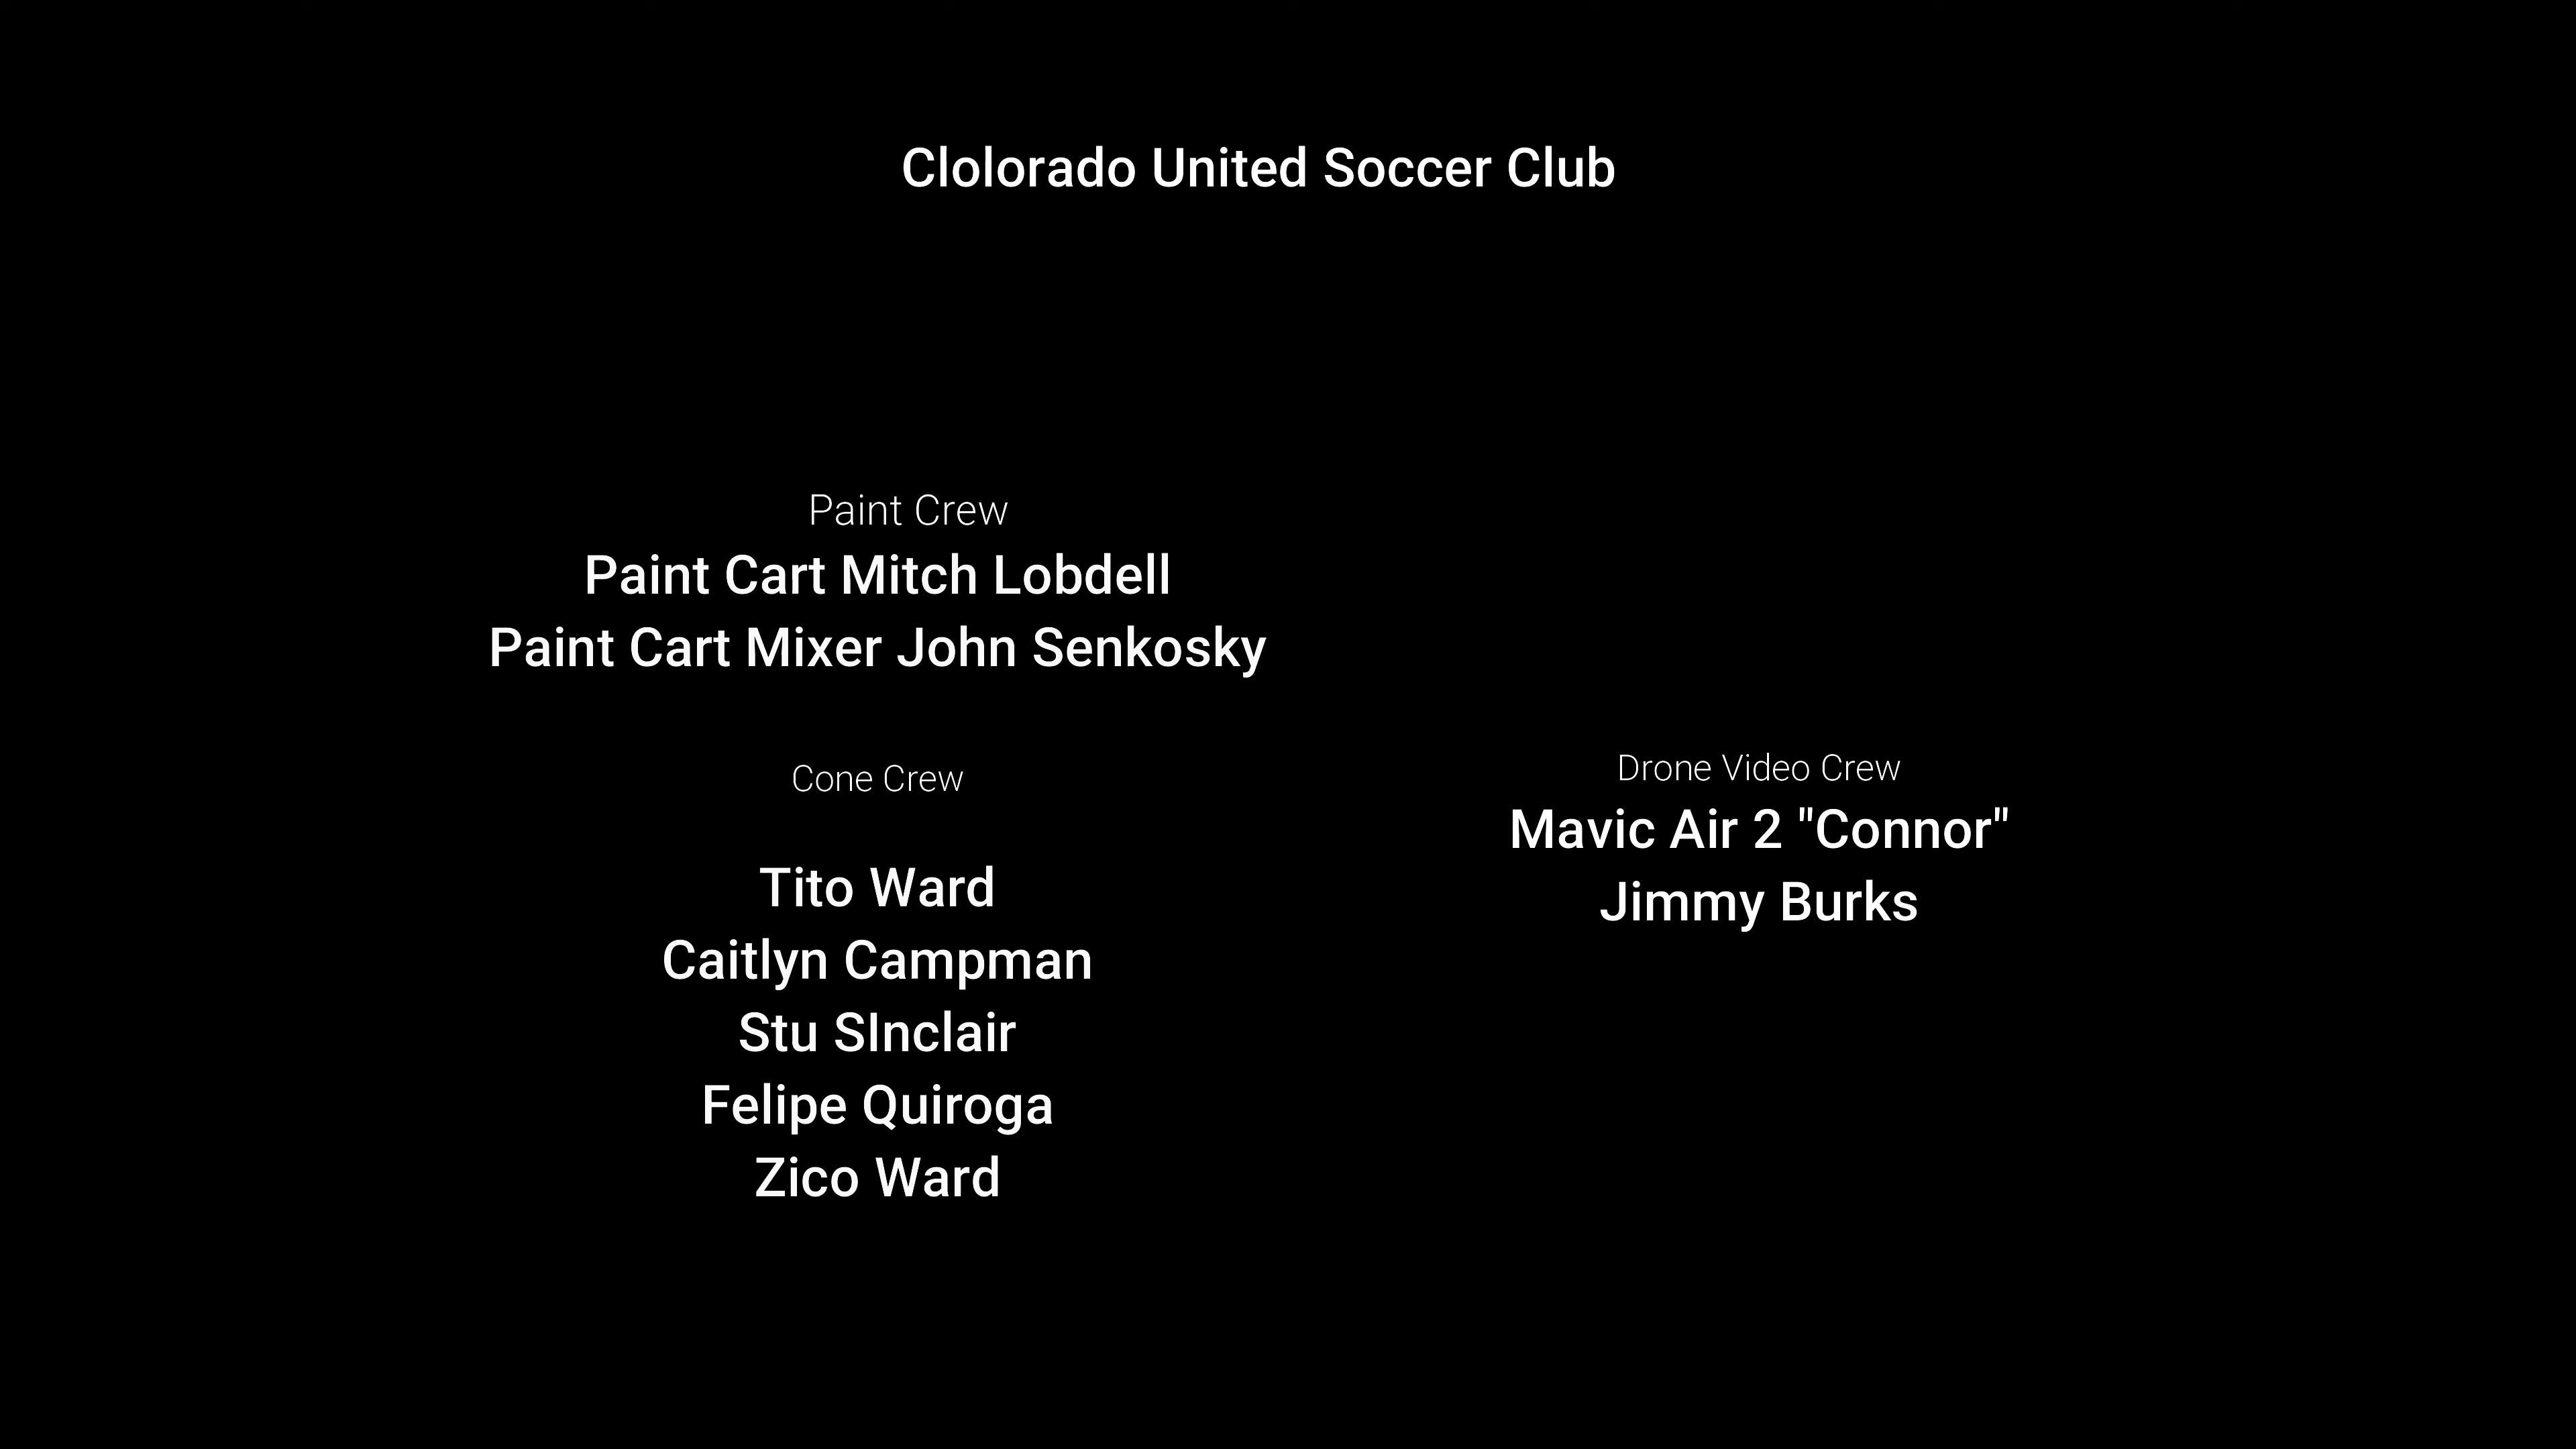 Clolorado United Soccer Club
Paint Crew
Paint Cart Mitch Lobdell
Paint Cart Mixer John Senkosky
Cone Crew
Tito Ward
Caitlyn Campman
Stu SInclair
Felipe Quiroga
Zico Ward
Drone Video Crew
Mavic Air 2 "Connor"
Jimmy Burks